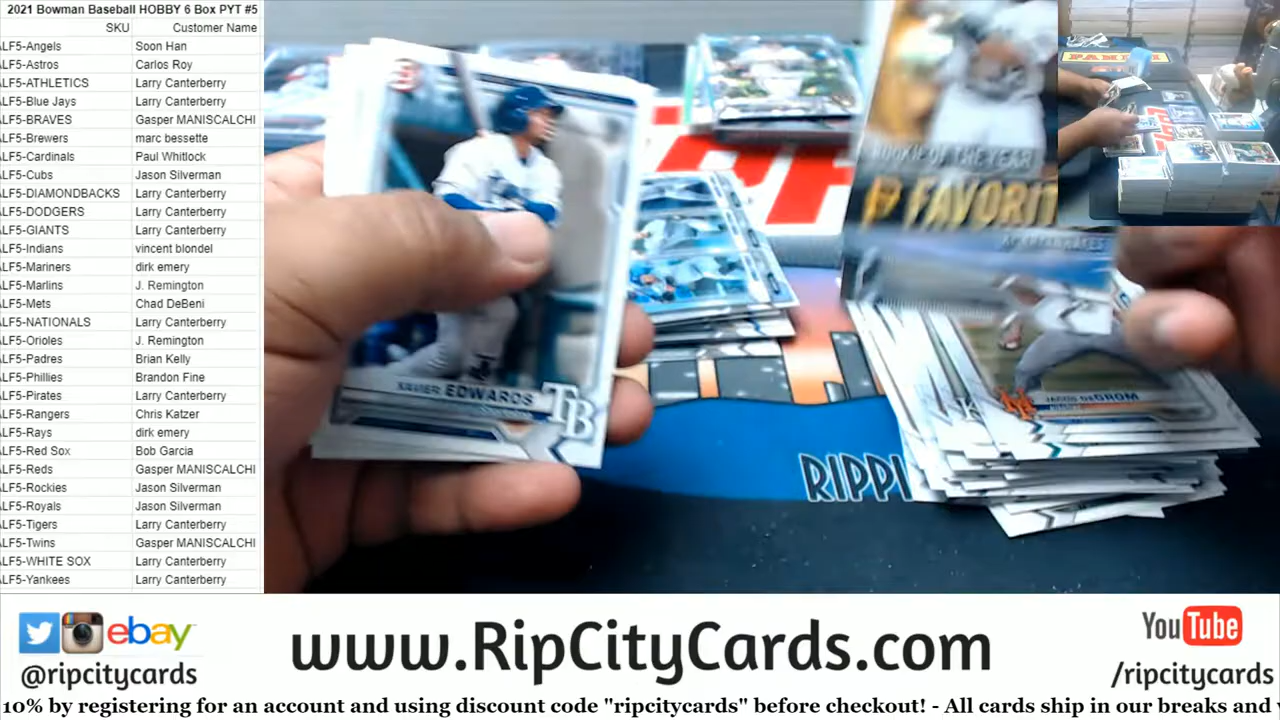 2021 Bowman Baseball HOBBY 6 Box PYT #5
SKU Customer Name
ALF5-Angels Soon Han
ALF5-Astros Carlos Roy
ALF5-ATHLETICS Larry Canterberry
ALF5-Blue Jays Larry Canterberry
ALF5-BRAVES Gasper MANISCALCHI
ALF5-Brewers marc bessette
ALF5-Cardinals Paul Whitlock
ALF5-Cubs Jason Silverman
ALF5-DIAMONDBACKS Larry Canterberry
ALF5-DODGERS Larry Canterberry
ALF5-GIANTS Larry Canterberry
ALF5-Indians vincent blondel
ALF5-Mariners dirk emery
ALF5-Marlins J. Remington
ALF5-Mets Chad DeBeni
ALF5-NATIONALS Larry Canterberry
ALF5-Orioles J. Remington
ALF5-Padres Brian Kelly
ALF5-Phillies Brandon Fine
ALF5-Pirates Larry Canterberry
ALF5-Rangers Chris Katzer
ALF5-Rays dirk emery
ALF5-Red Sox Bob Garcia
ALF5-Reds Gasper MANISCALCHI
ALF5-Rockies Jason Silverman
ALF5-Royals Jason Silverman
ALF5-Tigers Larry Canterberry
ALF5-Twins Gasper MANISCALCHI
ALF5-WHITE SOX Larry Canterberry
ALF5-Yankees Larry Canterberry
ROOKIE OF THE YEAR
FAVORIT
PANINI
XAVIER EDWARDS
TB
JACOB deGROM
RIPPI
ebay
@ripcitycards
www.RipCityCards.com
YouTube
/ripcitycards
10% by registering for an account and using discount code "ripcitycards" before checkout! - All cards ship in our breaks and